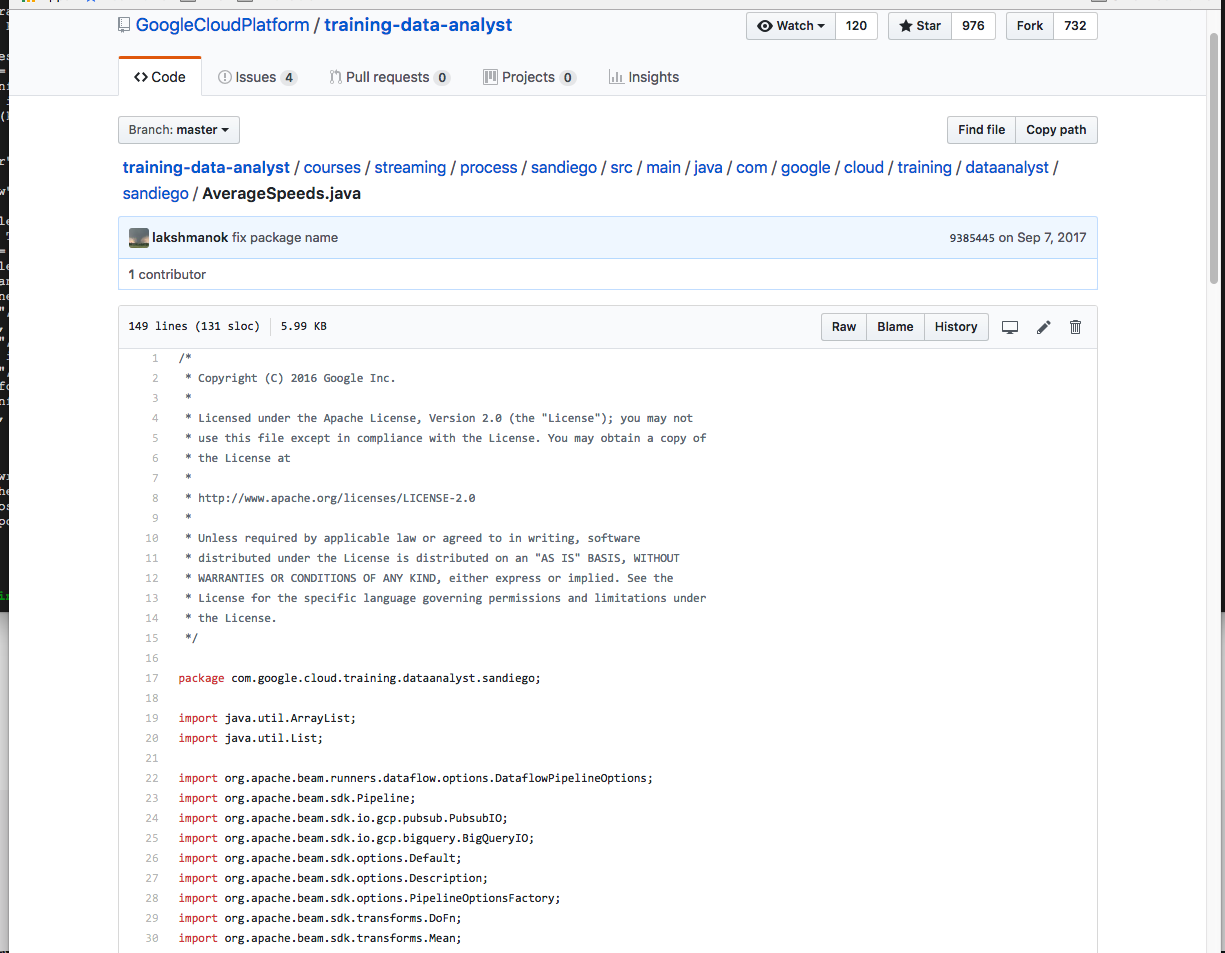 GoogleCloudPlatform / training-data-analyst
Watch 120 Star 976 Fork 732
Code Issues 4 Pull requests 0 Projects 0 Insights
Branch: master Find file Copy path
training-data-analyst / courses / streaming / process / sandiego / src / main / java / com / google / cloud / training / dataanalyst /
sandiego / AverageSpeeds.java
lakshmanok fix package name 9385445 on Sep 7, 2017
1 contributor
149 lines (131 sloc) 5.99 KB Raw Blame History
1 /*
2 * Copyright (C) 2016 Google Inc.
3 *
4 * Licensed under the Apache License, Version 2.0 (the "License"); you may not
5 * use this file except in compliance with the License. You may obtain a copy of
6 * the License at
7 *
8 * http://www.apache.org/licenses/LICENSE-2.0
9 *
10 * Unless required by applicable law or agreed to in writing, software
11 * distributed under the License is distributed on an "AS IS" BASIS, WITHOUT
12 * WARRANTIES OR CONDITIONS OF ANY KIND, either express or implied. See the
13 * License for the specific language governing permissions and limitations under
14 * the License.
15 */
16
17 package com.google.cloud.training.dataanalyst.sandiego;
18
19 import java.util.ArrayList;
20 import java.util.List;
21
22 import org.apache.beam.runners.dataflow.options.DataflowPipelineOptions;
23 import org.apache.beam.sdk.Pipeline;
24 import org.apache.beam.sdk.io.gcp.pubsub.PubsubIO;
25 import org.apache.beam.sdk.io.gcp.bigquery.BigQueryIO;
26 import org.apache.beam.sdk.options.Default;
27 import org.apache.beam.sdk.options.Description;
28 import org.apache.beam.sdk.options.PipelineOptionsFactory;
29 import org.apache.beam.sdk.transforms.DoFn;
30 import org.apache.beam.sdk.transforms.Mean;